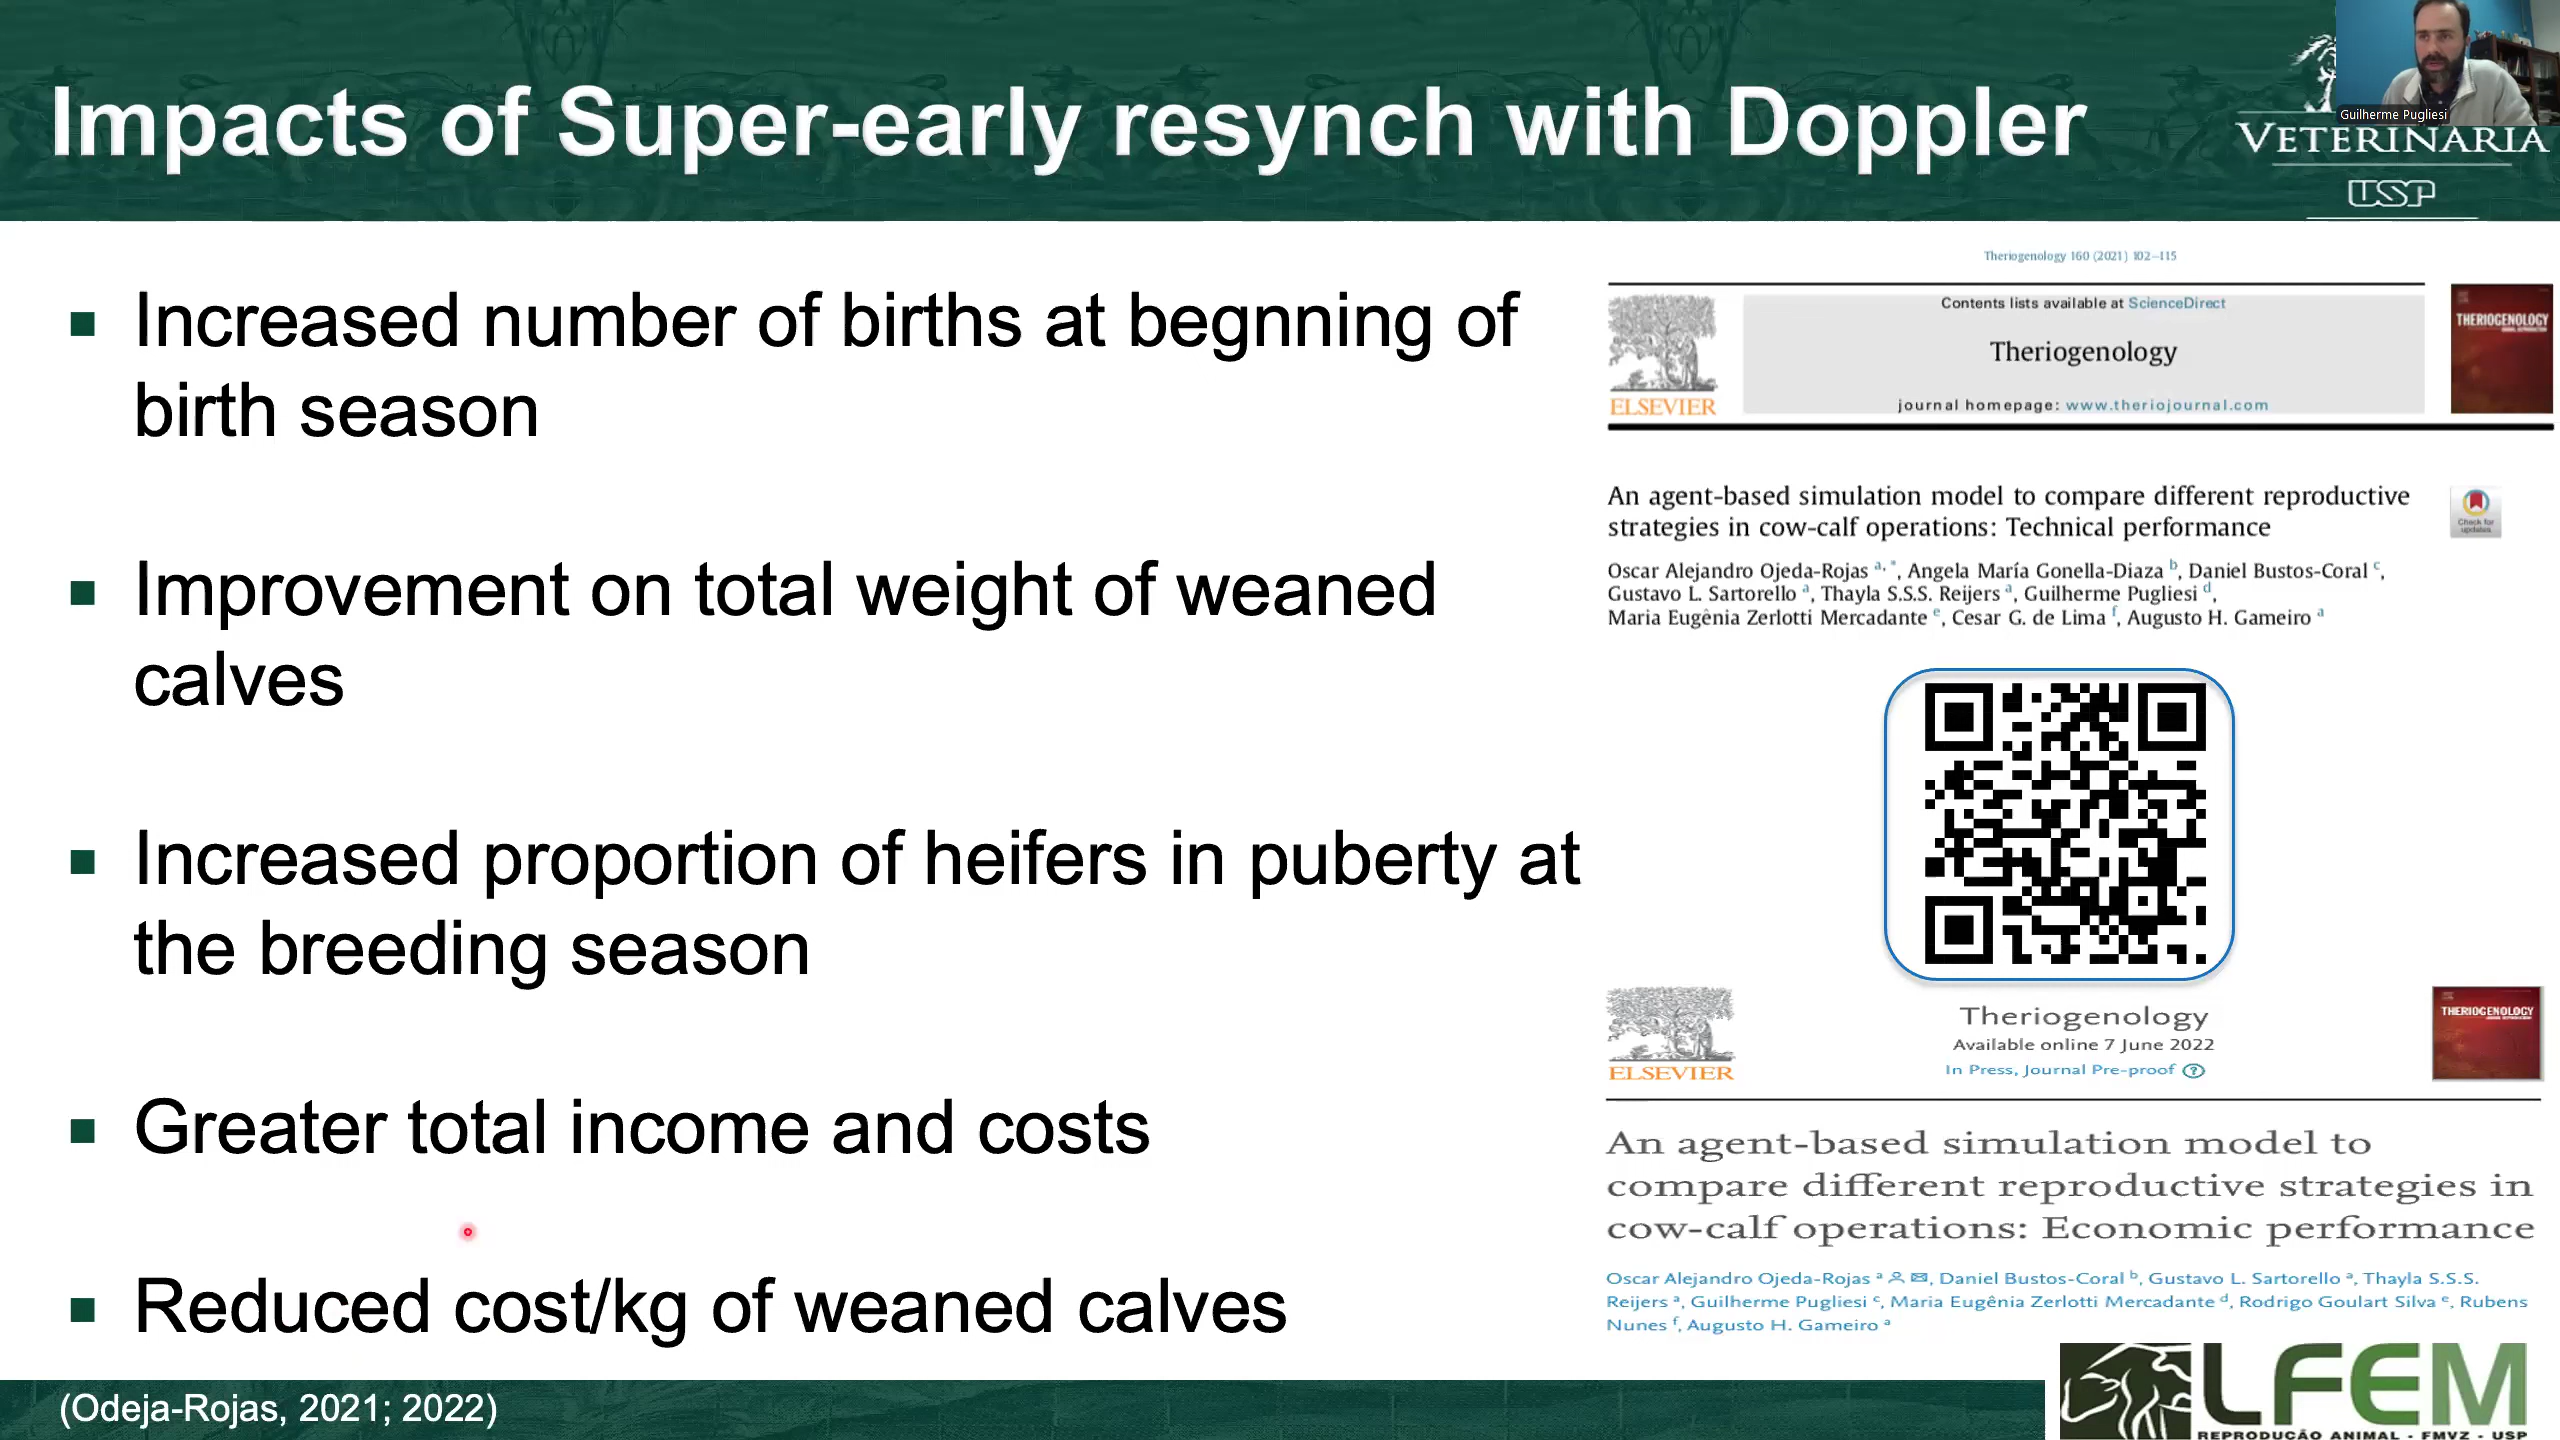 Impacts of Super-early resynch with Doppler
Guilherme Pugliesi
VETERINARIA
USP
Increased number of births at begnning of
birth season
Improvement on total weight of weaned
calves
Increased proportion of heifers in puberty at
the breeding season
Greater total income and costs
Reduced cost/kg of weaned calves
(Odeja-Rojas, 2021; 2022)
Theriogenology 160 (2021) 102–115
Contents lists available at ScienceDirect
Theriogenology
journal homepage: www.theriojournal.com
ELSEVIER
THERIOGENOLOGY
An agent-based simulation model to compare different reproductive
strategies in cow-calf operations: Technical performance
Check for
updates
Oscar Alejandro Ojeda-Rojas a, *, Angela María Gonella-Diaza b, Daniel Bustos-Coral c,
Gustavo L. Sartorello a, Thayla S.S.S. Reijers a, Guilherme Pugliesi d,
Maria Eugênia Zerlotti Mercadante e, Cesar G. de Lima f, Augusto H. Gameiro a
ELSEVIER
Theriogenology
Available online 7 June 2022
In Press, Journal Pre-proof ?
THERIOGENOLOGY
An agent-based simulation model to
compare different reproductive strategies in
cow-calf operations: Economic performance
Oscar Alejandro Ojeda-Rojas a, Daniel Bustos-Coral b, Gustavo L. Sartorello a, Thayla S.S.S.
Reijers a, Guilherme Pugliesi c, Maria Eugênia Zerlotti Mercadante d, Rodrigo Goulart Silva e, Rubens
Nunes f, Augusto H. Gameiro a
LFEM
REPRODUÇÃO ANIMAL - FMVZ - USP